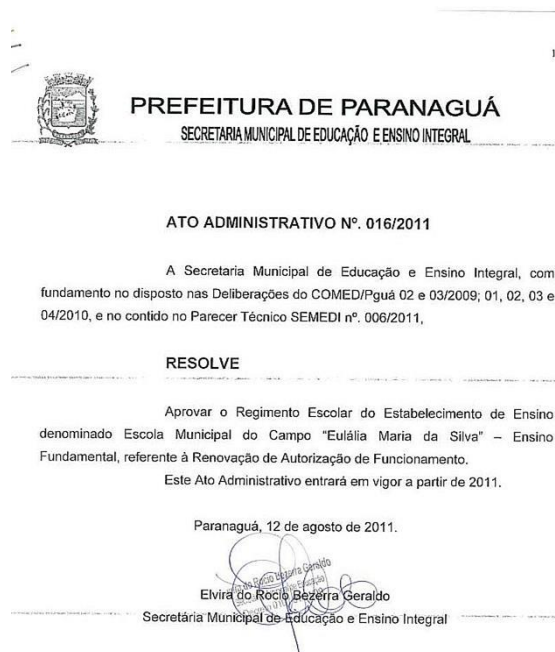 PREFEITURA DE PARANAGUÁ
SECRETARIA MUNICIPAL DE EDUCAÇÃO E ENSINO INTEGRAL
ATO ADMINISTRATIVO Nº. 016/2011
A Secretaria Municipal de Educação e Ensino Integral, com
fundamento no disposto nas Deliberações do COMED/Pguá 02 e 03/2009; 01, 02, 03 e
04/2010, e no contido no Parecer Técnico SEMEDI nº. 006/2011,
RESOLVE
Aprovar o Regimento Escolar do Estabelecimento de Ensino
denominado Escola Municipal do Campo "Eulália Maria da Silva" – Ensino
Fundamental, referente à Renovação de Autorização de Funcionamento.
Este Ato Administrativo entrará em vigor a partir de 2011.
Paranaguá, 12 de agosto de 2011.
do Rocio Bezerra Geraldo
Elvira do Rocio Bezerra Geraldo
Secretária Municipal de Educação e Ensino Integral